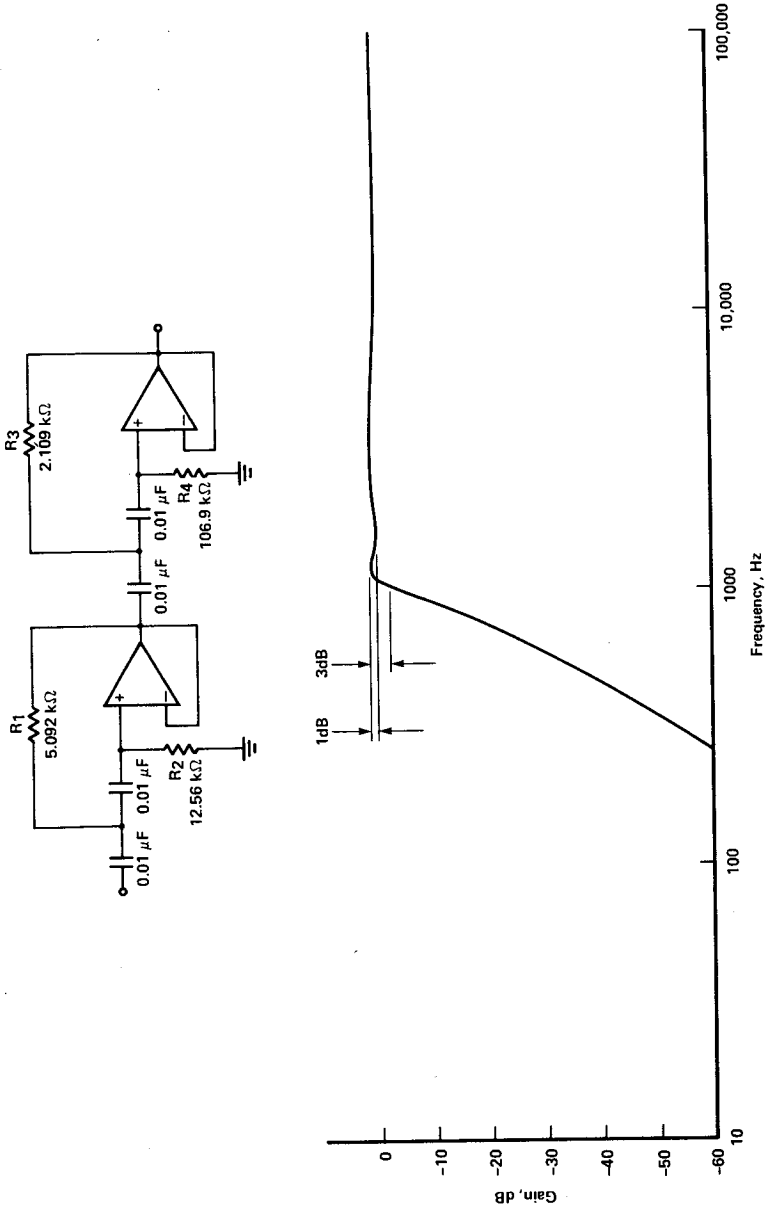 R1
5.092 kΩ
0.01 µF
0.01 µF
+
−
R2
12.56 kΩ
R3
2.109 kΩ
0.01 µF
0.01 µF
+
−
R4
106.9 kΩ
Gain, dB
0
-10
-20
-30
-40
-50
-60
1dB
3dB
10
100
1000
10,000
100,000
Frequency, Hz